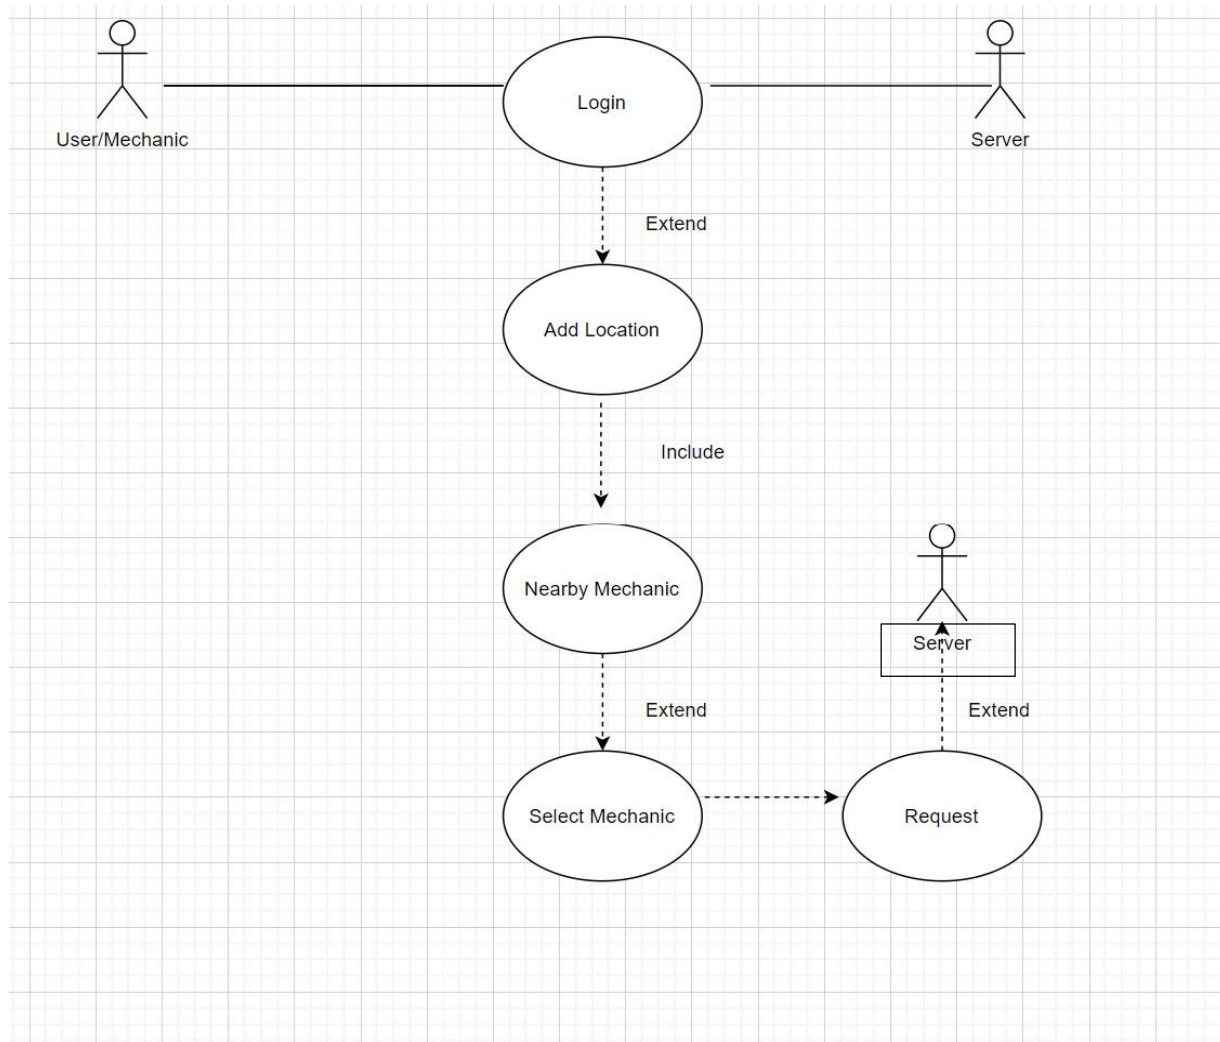 Login
User/Mechanic
Server
Extend
Add Location
Include
Nearby Mechanic
Server
Extend
Extend
Select Mechanic
Request